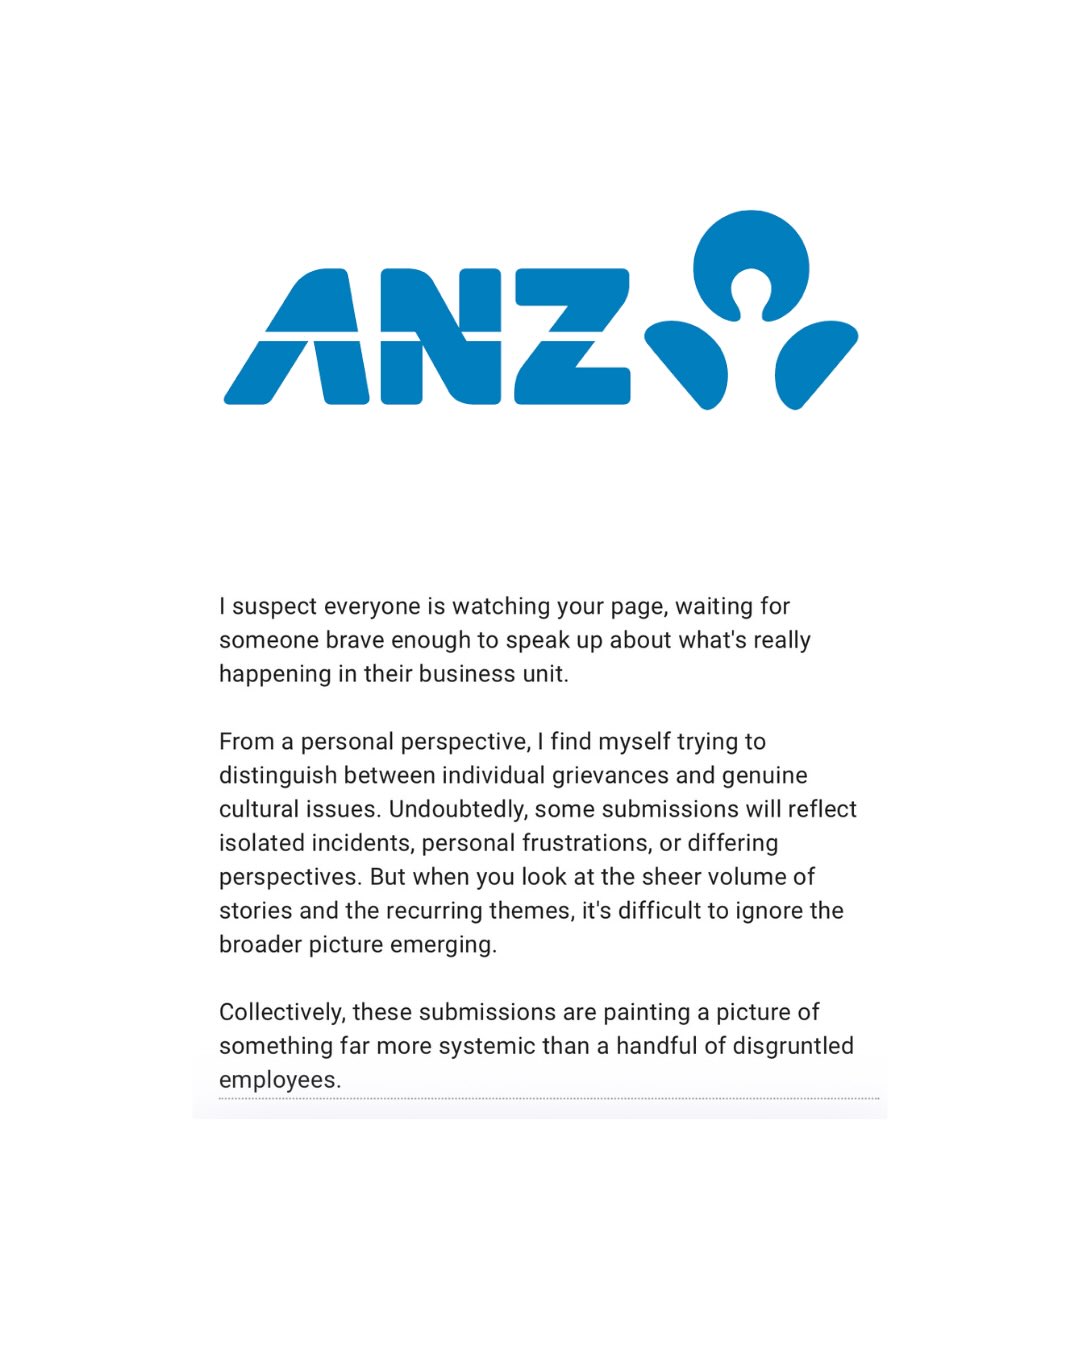 ANZ
I suspect everyone is watching your page, waiting for
someone brave enough to speak up about what's really
happening in their business unit.
From a personal perspective, I find myself trying to
distinguish between individual grievances and genuine
cultural issues. Undoubtedly, some submissions will reflect
isolated incidents, personal frustrations, or differing
perspectives. But when you look at the sheer volume of
stories and the recurring themes, it's difficult to ignore the
broader picture emerging.
Collectively, these submissions are painting a picture of
something far more systemic than a handful of disgruntled
employees.